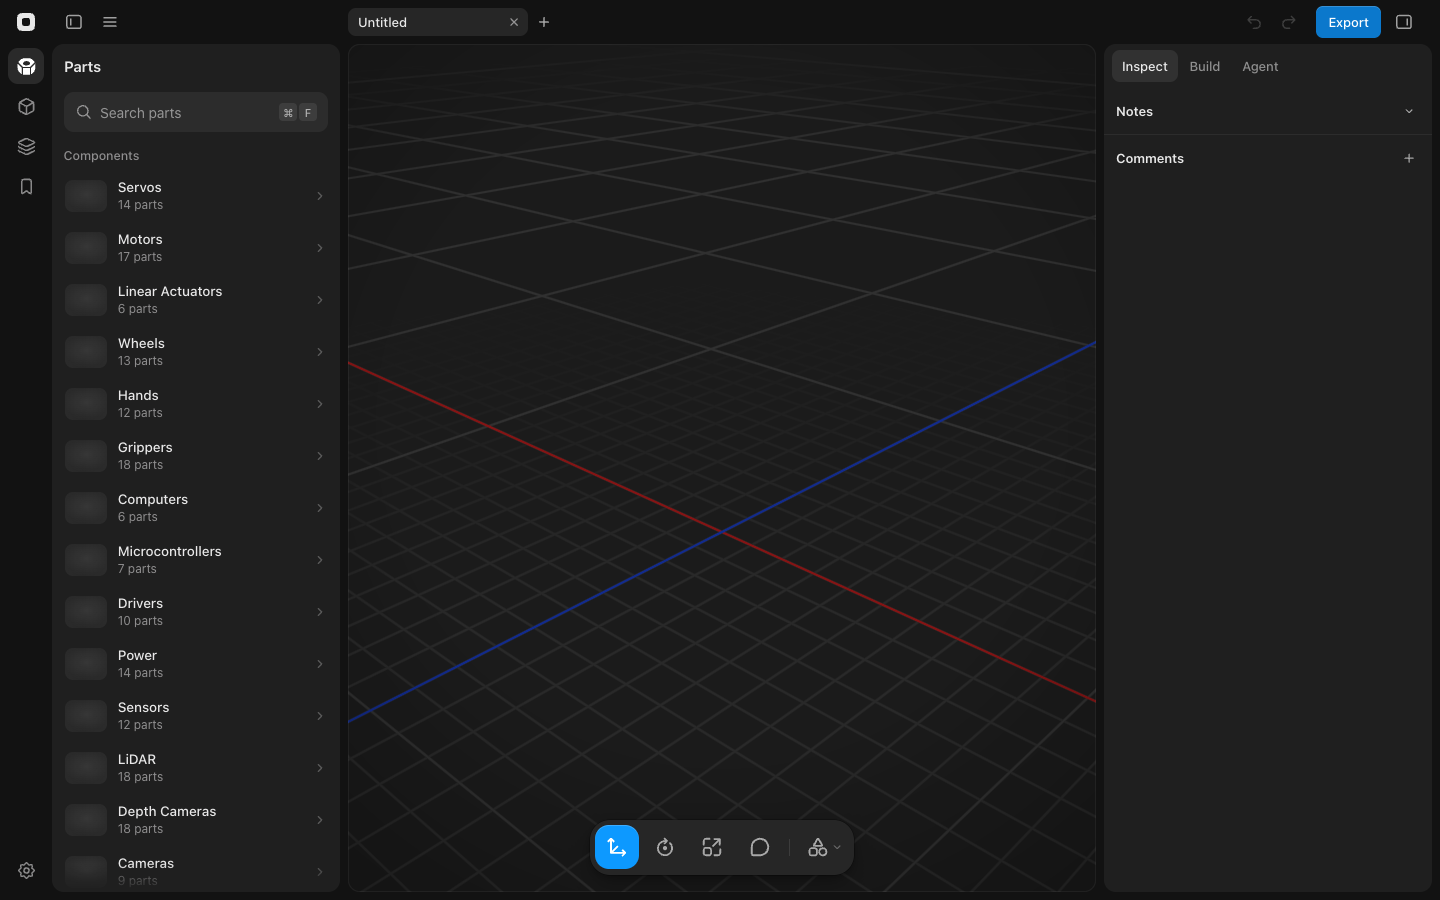 Untitled
Export
Parts
Search parts
⌘ F
Components
Servos
14 parts
Motors
17 parts
Linear Actuators
6 parts
Wheels
13 parts
Hands
12 parts
Grippers
18 parts
Computers
6 parts
Microcontrollers
7 parts
Drivers
10 parts
Power
14 parts
Sensors
12 parts
LiDAR
18 parts
Depth Cameras
18 parts
Cameras
9 parts
Inspect Build Agent
Notes
Comments